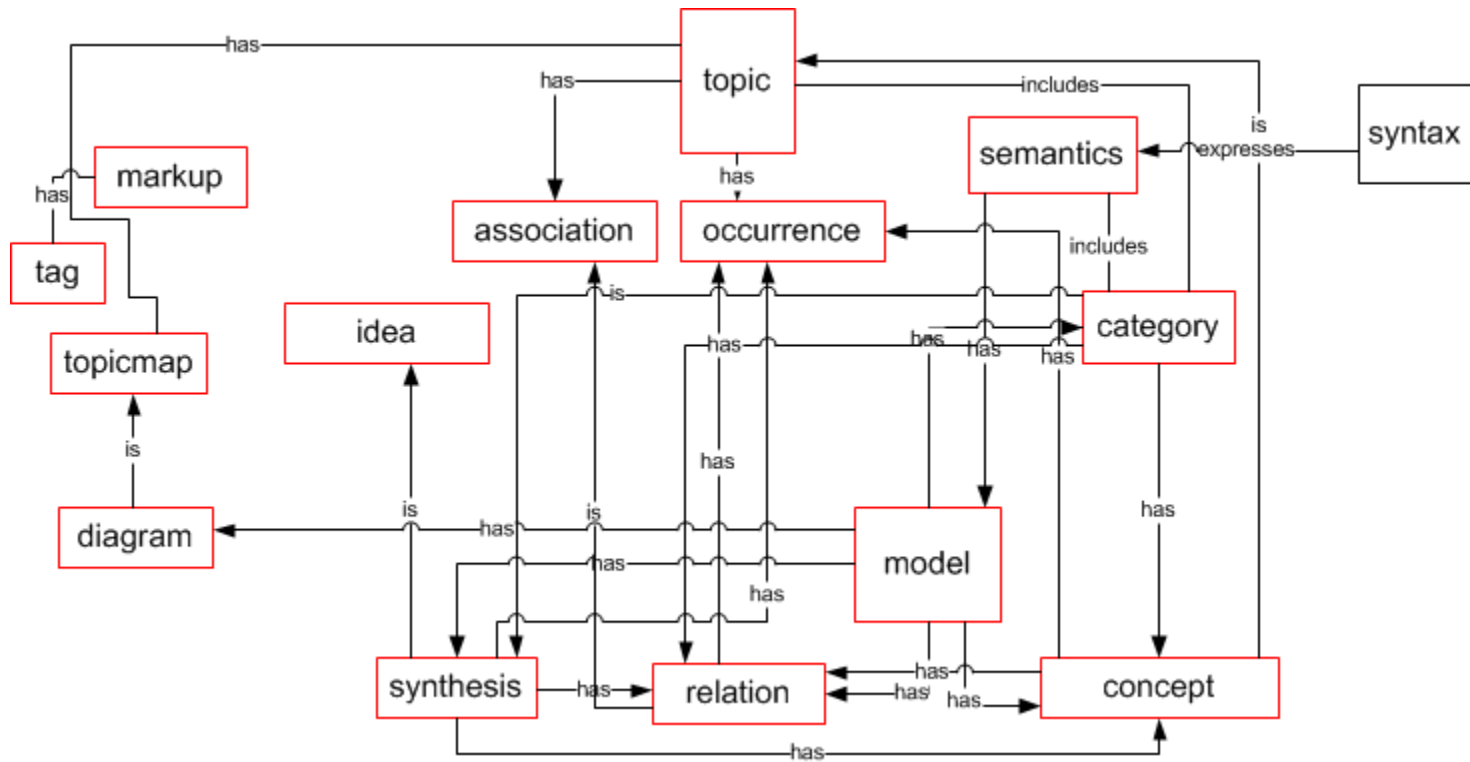 has
topic
has
includes
is
expresses
syntax
semantics
markup
has
has
association
occurrence
includes
tag
is
idea
category
has
has
has
has
topicmap
is
has
is
has
is
has
diagram
has
model
has
synthesis
has
relation
has
has
has
concept
has